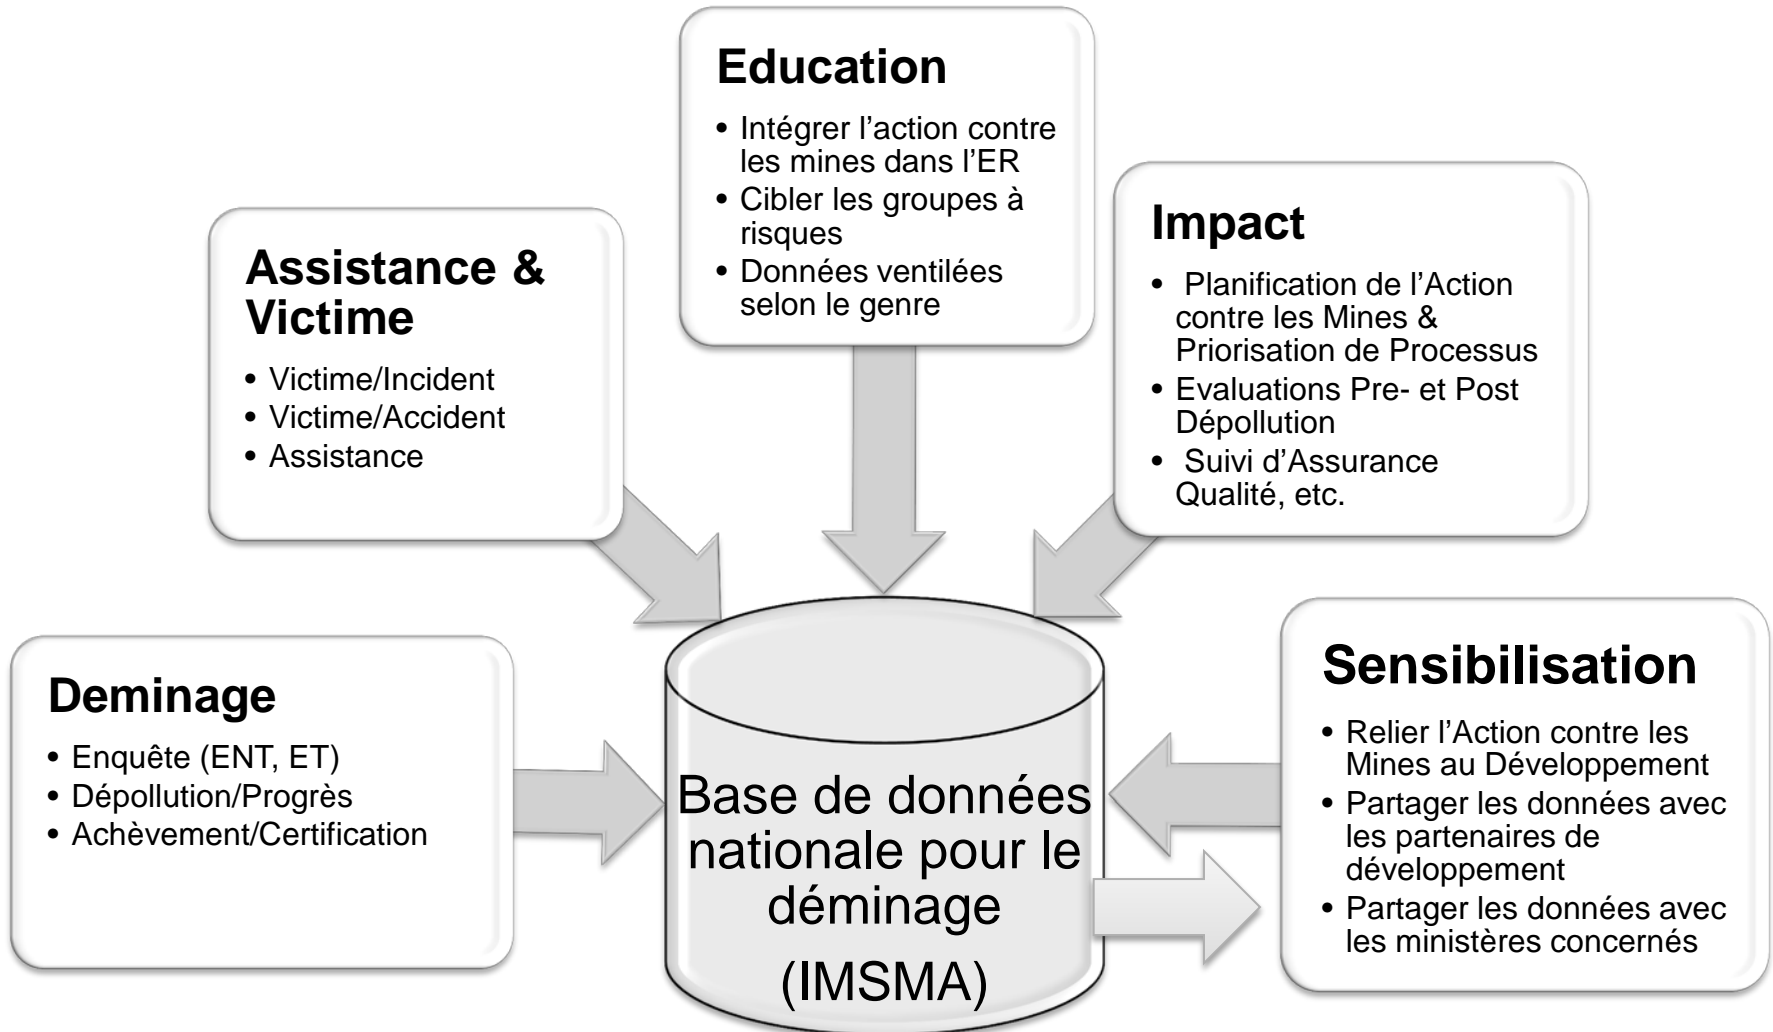 Education
• Intégrer l’action contre
les mines dans l’ER
• Cibler les groupes à
risques
• Données ventilées
selon le genre
Assistance &
Victime
• Victime/Incident
• Victime/Accident
• Assistance
Impact
• Planification de l’Action
contre les Mines &
Priorisation de Processus
• Evaluations Pre- et Post
Dépollution
• Suivi d’Assurance
Qualité, etc.
Deminage
• Enquête (ENT, ET)
• Dépollution/Progrès
• Achèvement/Certification
Base de données
nationale pour le
déminage
(IMSMA)
Sensibilisation
• Relier l’Action contre les
Mines au Développement
• Partager les données avec
les partenaires de
développement
• Partager les données avec
les ministères concernés